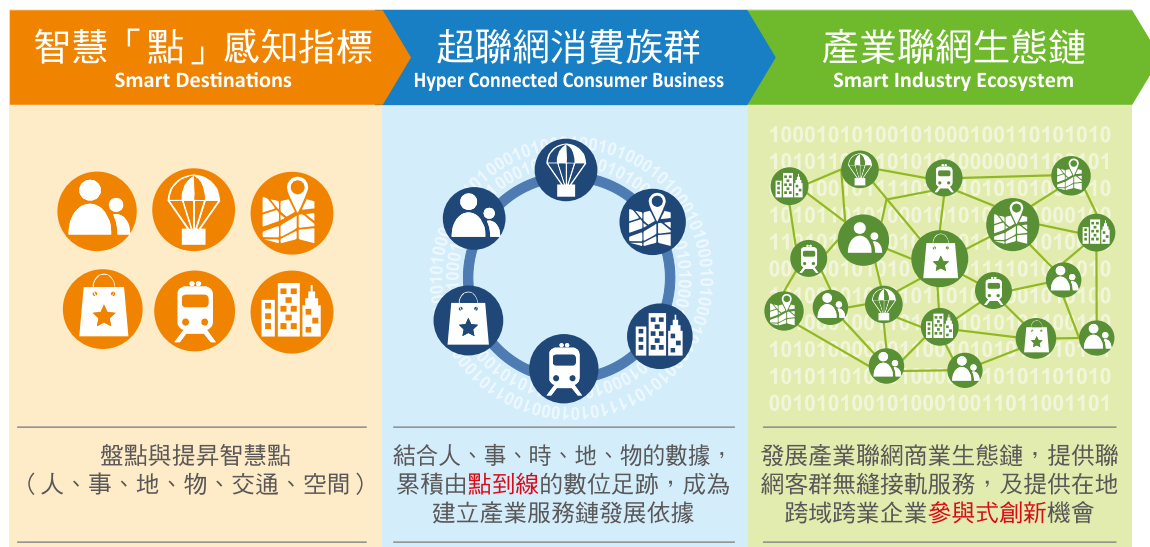 智慧「點」感知指標
Smart Destinations
盤點與提昇智慧點
（人、事、地、物、交通、空間）
超聯網消費族群
Hyper Connected Consumer Business
結合人、事、時、地、物的數據，
累積由點到線的數位足跡，成為
建立產業服務鏈發展依據
產業聯網生態鏈
Smart Industry Ecosystem
發展產業聯網商業生態鏈，提供聯
網客群無縫接軌服務，及提供在地
跨域跨業企業參與式創新機會